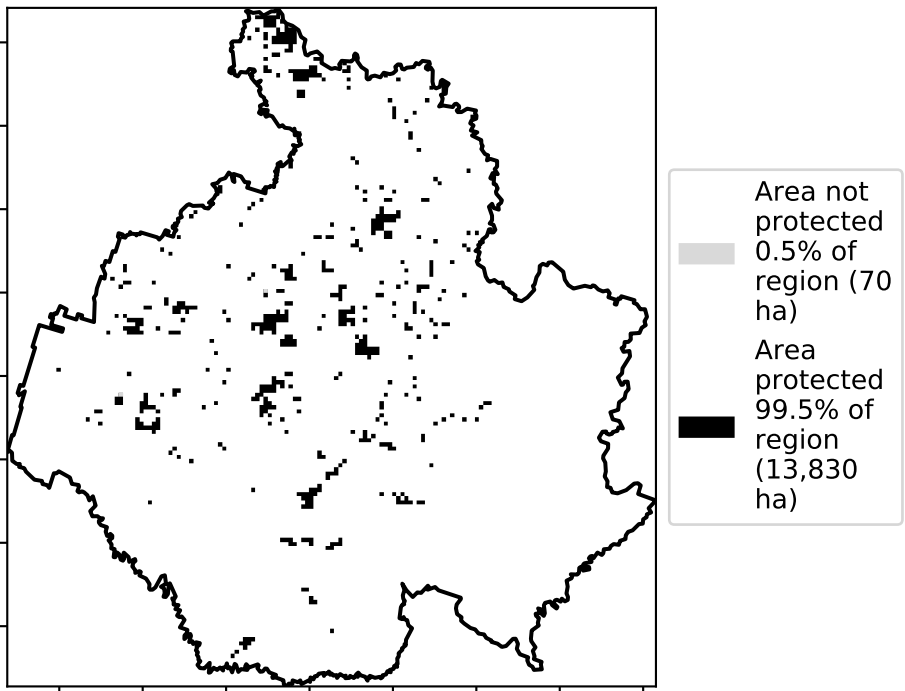 Area not
protected
0.5% of
region (70
ha)
Area
protected
99.5% of
region
(13,830
ha)